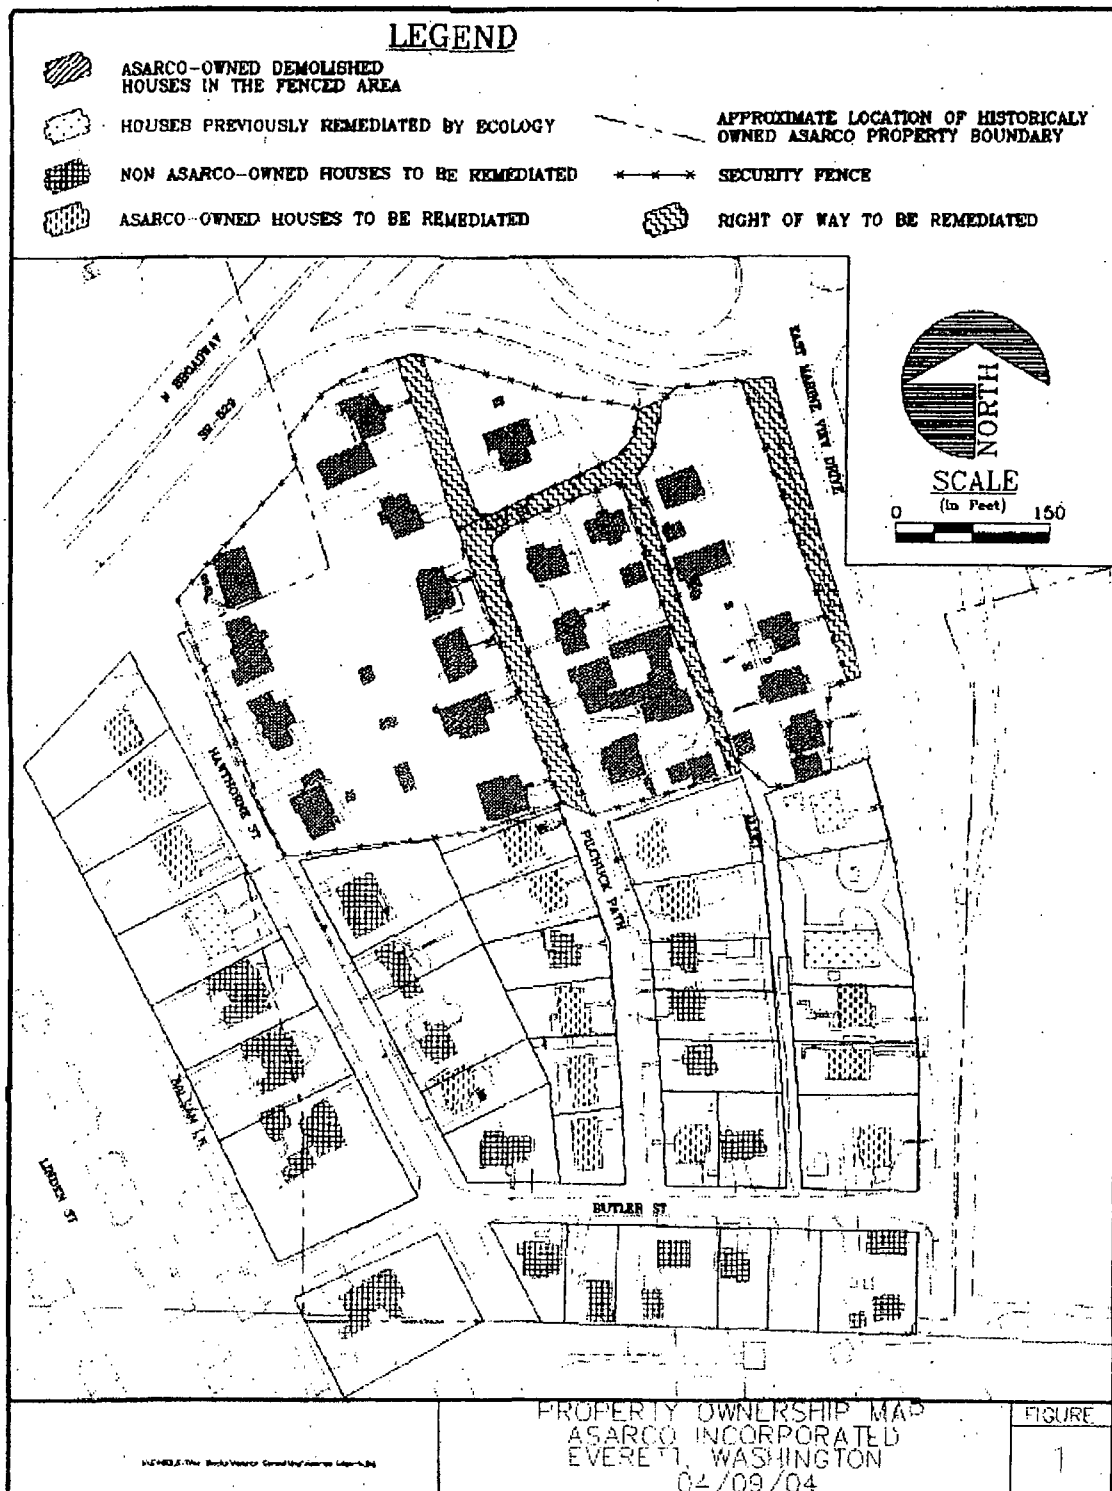 LEGEND
ASARCO-OWNED DEMOLISHED
HOUSES IN THE FENCED AREA
HOUSES PREVIOUSLY REMEDIATED BY ECOLOGY
NON ASARCO-OWNED HOUSES TO BE REMEDIATED
ASARCO-OWNED HOUSES TO BE REMEDIATED
APPROXIMATE LOCATION OF HISTORICALY
OWNED ASARCO PROPERTY BOUNDARY
SECURITY FENCE
RIGHT OF WAY TO BE REMEDIATED
N BROADWAY
SR-529
EAST MARINE VIEW DRIVE
NORTH
SCALE
(in Feet)
0 150
HAWTHORNE ST
PILCHUCK PATH
ALLEY
BALSAM LN.
LINDEN ST
BUTLER ST
PROPERTY OWNERSHIP MAP
ASARCO INCORPORATED
EVERETT, WASHINGTON
04/09/04
FIGURE
1